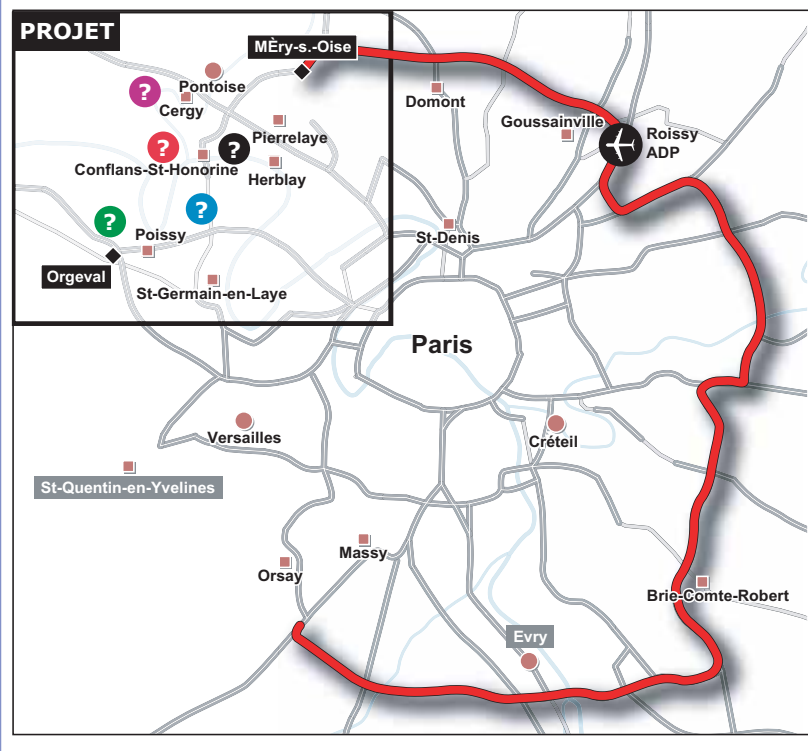 PROJET
MÈry-s.-Oise
Pontoise
?
Cergy
Domont
Goussainville
Roissy
ADP
Pierrelaye
?
?
Conflans-St-Honorine
Herblay
?
?
Poissy
St-Denis
Orgeval
St-Germain-en-Laye
Paris
Versailles
Créteil
St-Quentin-en-Yvelines
Massy
Orsay
Brie-Comte-Robert
Evry